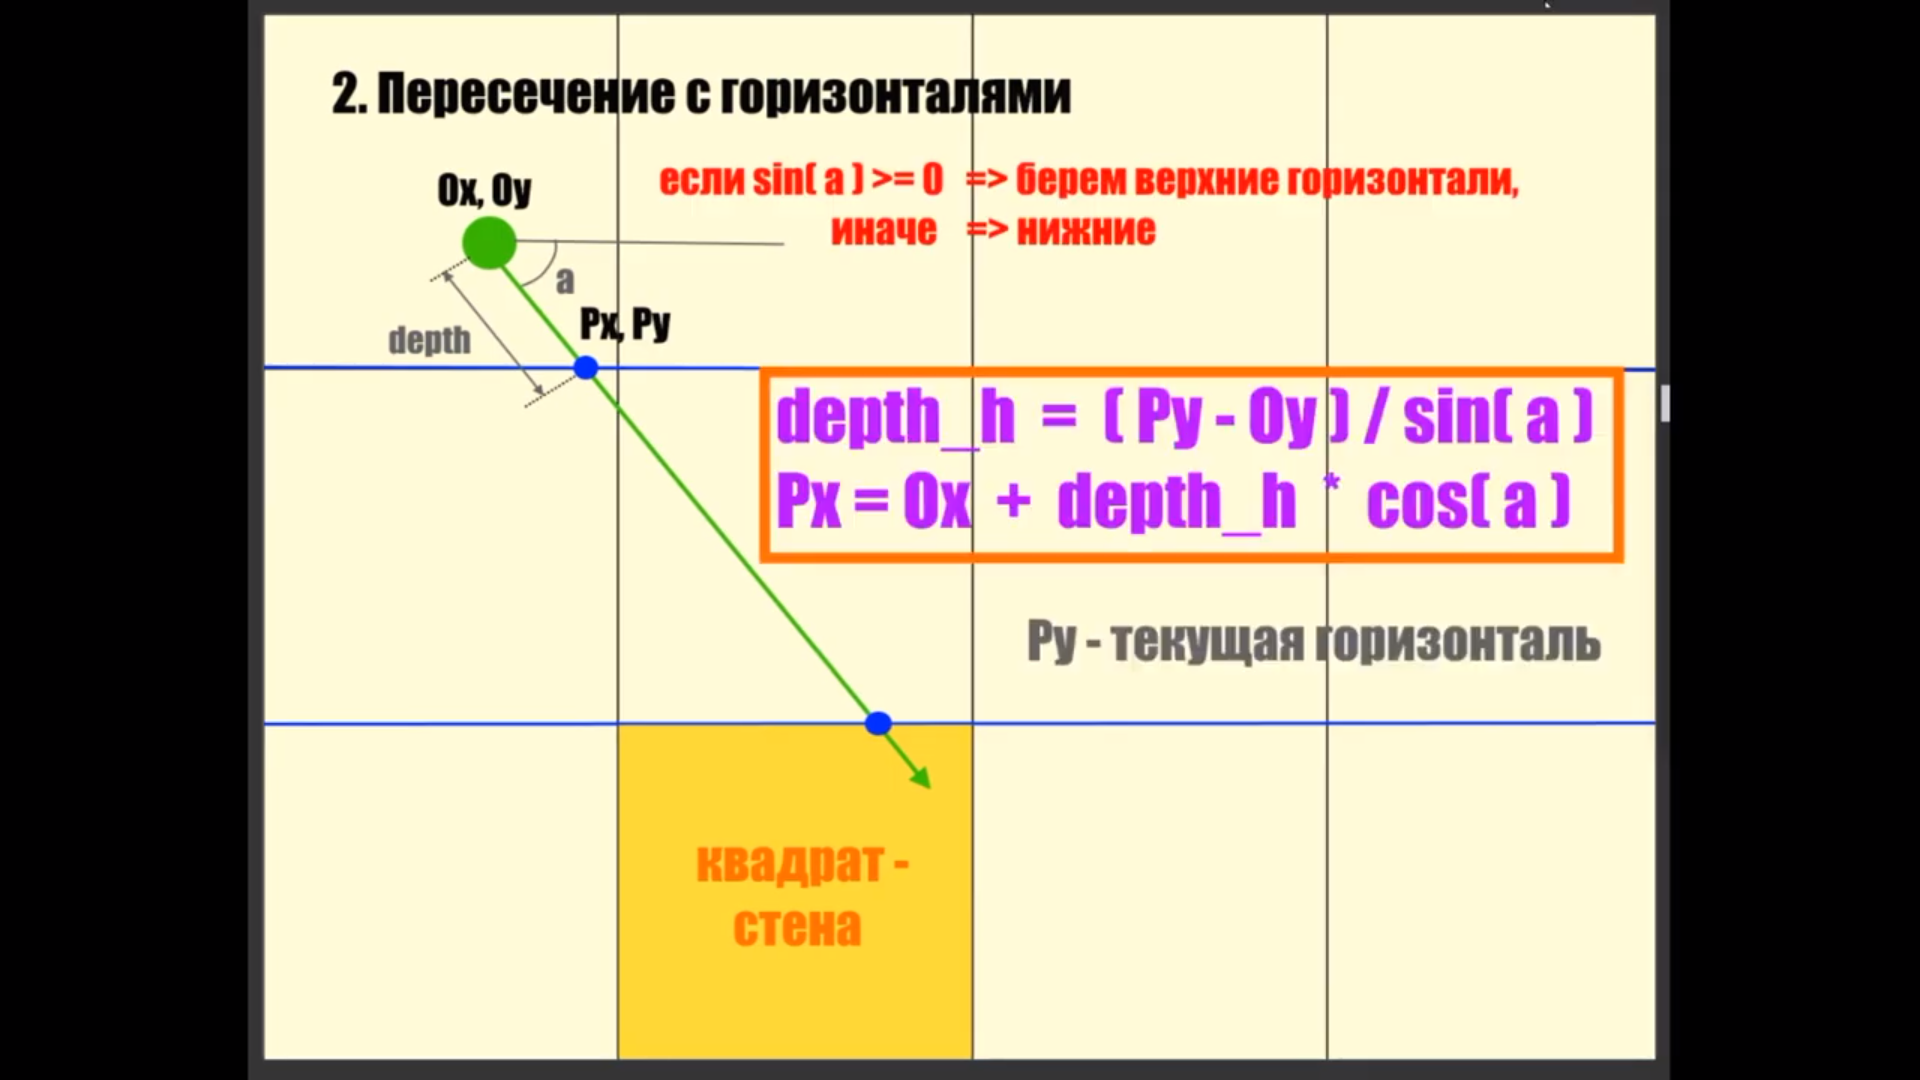 2. Пересечение с горизонталями
Ox, Oy
если sin( a ) >= 0 => берем верхние горизонтали,
иначе => нижние
a
Px, Py
depth
depth_h = ( Py - Oy ) / sin( a )
Px = Ox + depth_h * cos( a )
Py - текущая горизонталь
квадрат -
стена